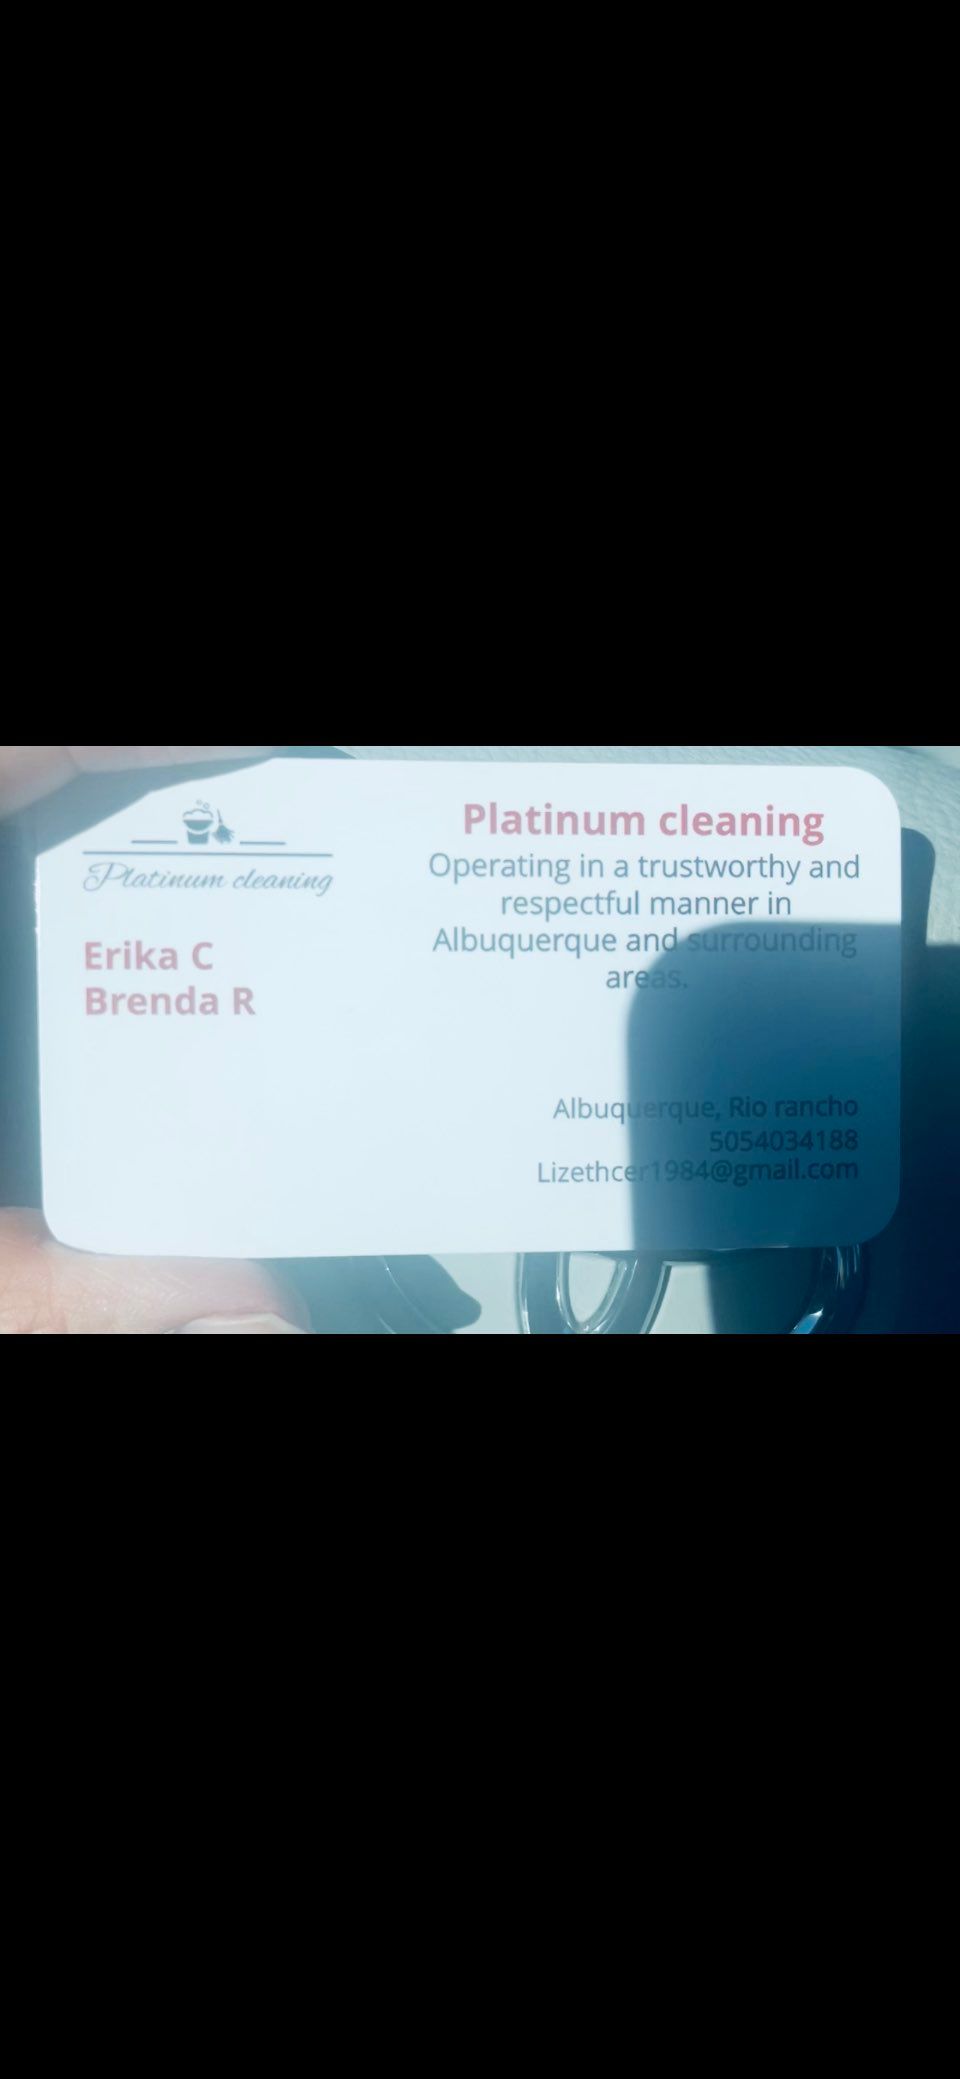 Platinum cleaning
Erika C
Brenda R
Platinum cleaning
Operating in a trustworthy and
respectful manner in
Albuquerque and surrounding
areas.
Albuquerque, Rio rancho
5054034188
Lizethcer1984@gmail.com